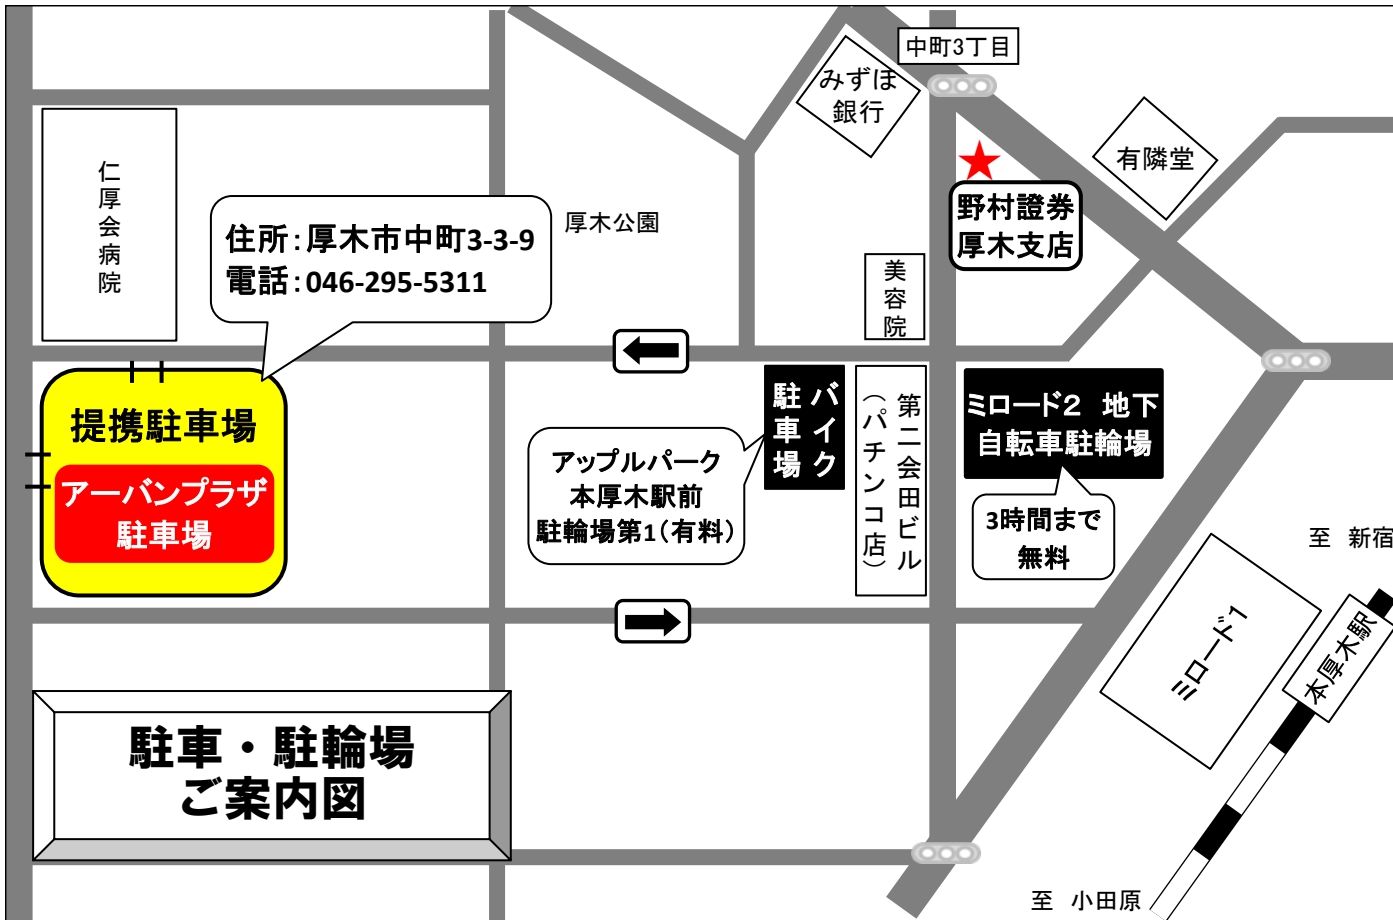 中町3丁目
みずほ
銀行
有隣堂
野村證券
厚木支店
仁厚会病院
住所：厚木市中町3-3-9
電話：046-295-5311
厚木公園
美容院
提携駐車場
アーバンプラザ
駐車場
アップルパーク
本厚木駅前
駐輪場第1（有料）
バイク
駐車場
第二会田ビル
（パチンコ店）
ミロード2 地下
自転車駐輪場
3時間まで
無料
至 新宿
ミロード1
本厚木駅
至 小田原
駐車・駐輪場
ご案内図